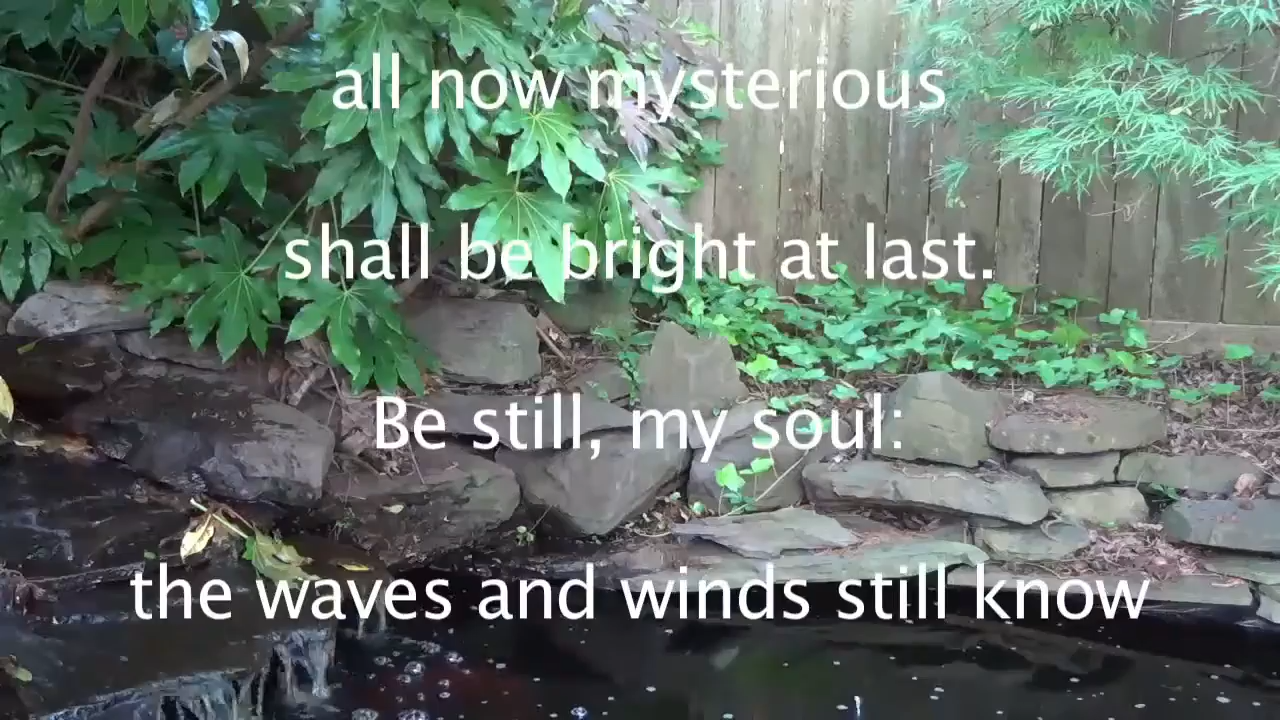 all now mysterious
shall be bright at last.
Be still, my soul:
the waves and winds still know